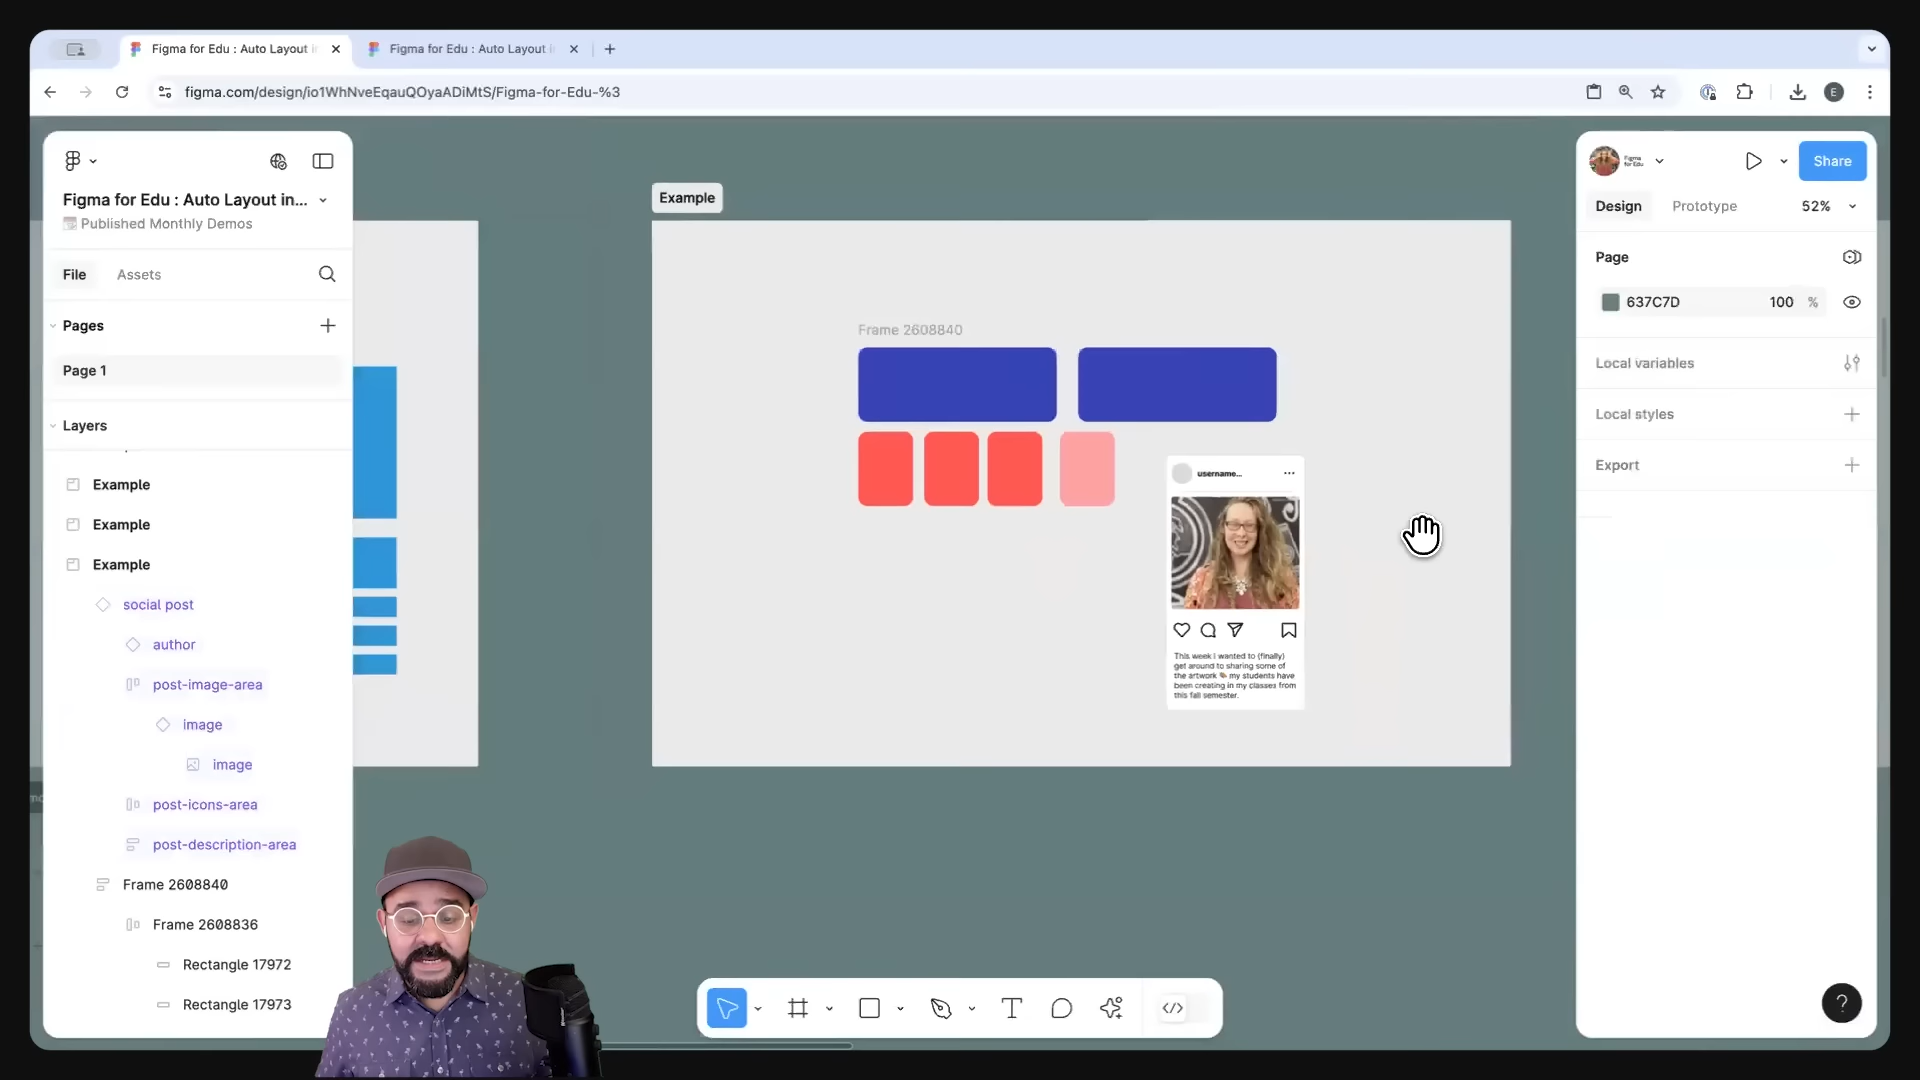 Figma for Edu : Auto Layout i
Figma for Edu : Auto Layout i
figma.com/design/io1WhNveEqauQOyaADiMtS/Figma-for-Edu-%3
Figma for Edu : Auto Layout in...
Published Monthly Demos
File
Assets
Pages
Page 1
Layers
Example
Example
Example
social post
author
post-image-area
image
image
post-icons-area
post-description-area
Frame 2608840
Frame 2608836
Rectangle 17972
Rectangle 17973
Example
Frame 2608840
username...
This week I wanted to (finally)
get around to sharing some of
the artwork 🎨 my students have
been creating in my classes from
this fall semester.
Figma
for Edu
Share
Design
Prototype
52%
Page
637C7D
100
%
Local variables
Local styles
Export
E
?